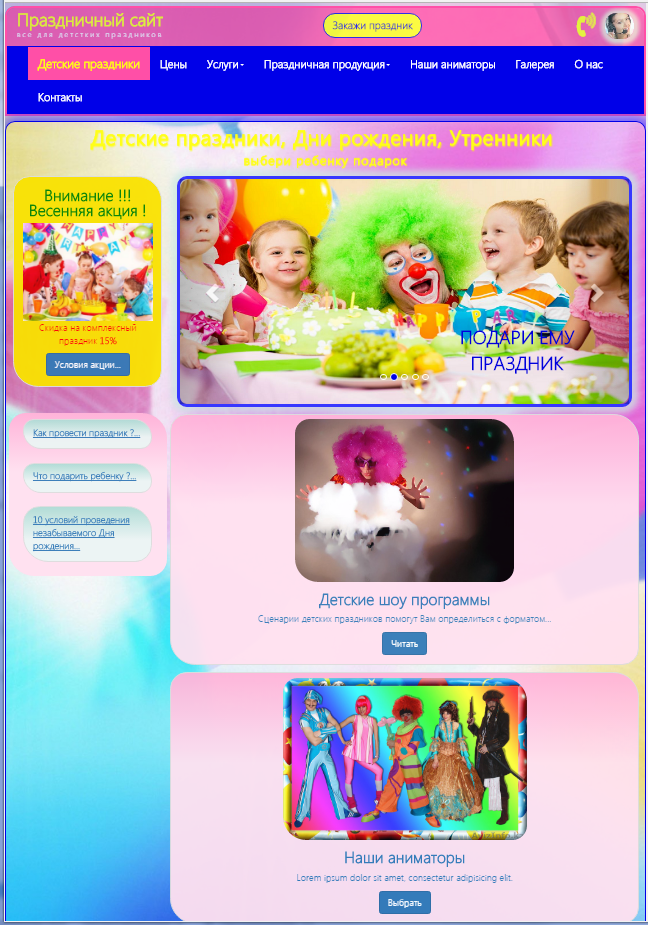 Праздничный сайт
все для детских праздников
Закажи праздник
Детские праздники Цены Услуги Праздничная продукция Наши аниматоры Галерея О нас
Контакты
Детские праздники, Дни рождения, Утренники
выбери ребенку подарок
Внимание !!!
Весенняя акция !
Скидка на комплексный
праздник 15%
Условия акции...
ПОДАРИ ЕМУ
ПРАЗДНИК
Как провести праздник ?...
Что подарить ребенку ?...
10 условий проведения
незабываемого Дня
рождения...
Детские шоу программы
Сценарии детских праздников помогут Вам определиться с форматом...
Читать
Наши аниматоры
Lorem ipsum dolor sit amet, consectetur adipisicing elit.
Выбрать